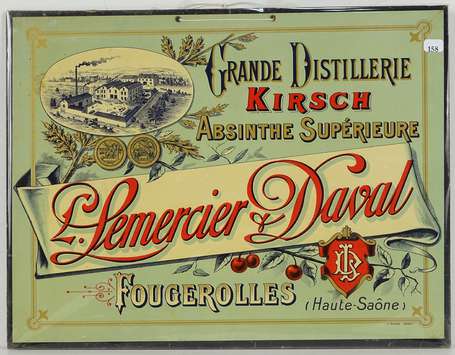 158
GRANDE DISTILLERIE
KIRSCH
ABSINTHE SUPÉRIEURE
L. Lemercier & Daval
FOUGEROLLES
(Haute-Saône)